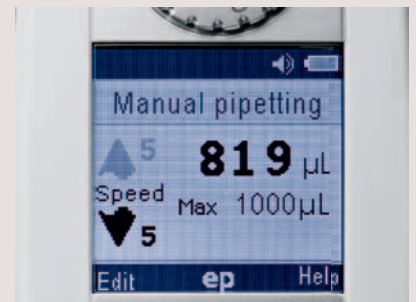 Manual pipetting
5 819 µL
Speed
Max 1000µL
5
Edit ep Help